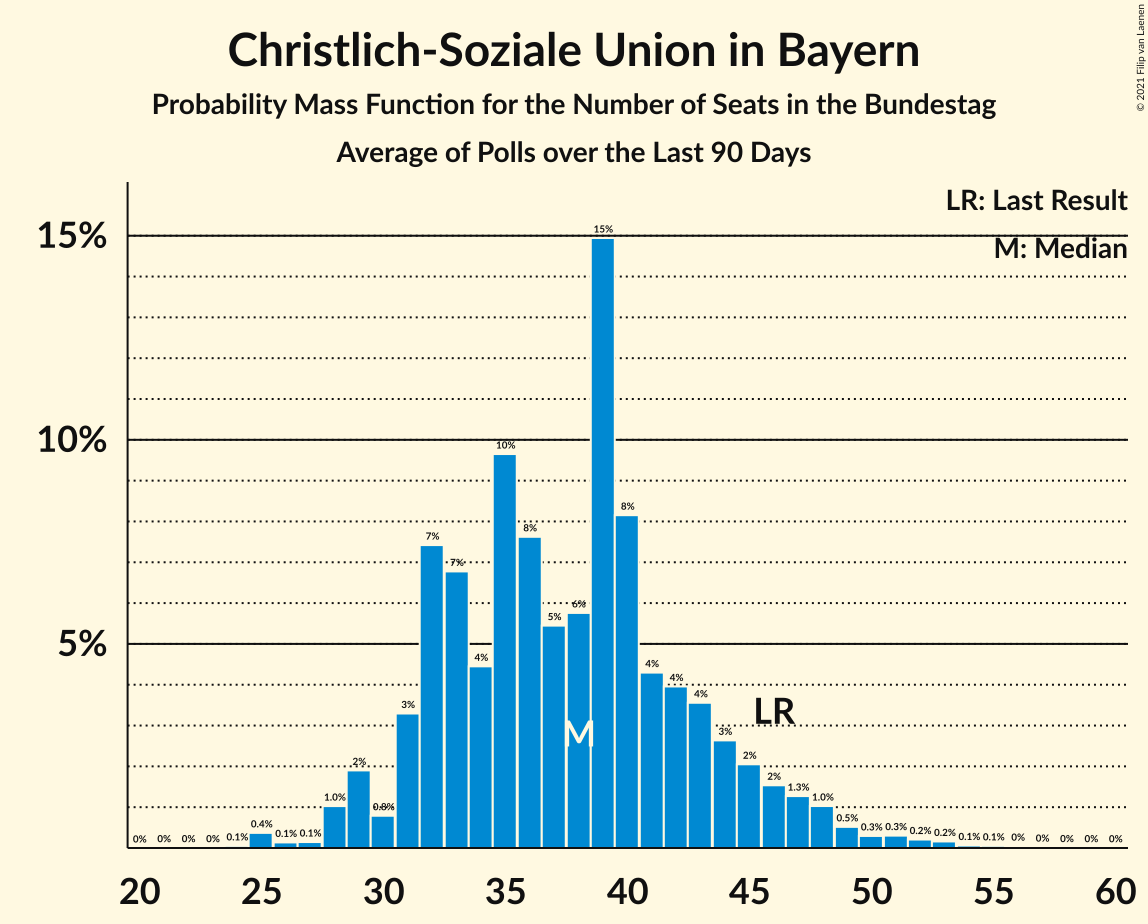 Christlich-Soziale Union in Bayern
Probability Mass Function for the Number of Seats in the Bundestag
Average of Polls over the Last 90 Days
© 2021 Filip van Laenen
LR: Last Result
M: Median
15%
10%
5%
0% 0% 0% 0% 0.1% 0.4% 0.1% 0.1% 1.0% 2% 0.8% 3% 7% 7% 4% 10% 8% 5% 6% 15% 8% 4% 4% 4% 3% 2% 2% 1.3% 1.0% 0.5% 0.3% 0.3% 0.2% 0.2% 0.1% 0.1% 0% 0% 0% 0% 0%
M
LR
20 25 30 35 40 45 50 55 60